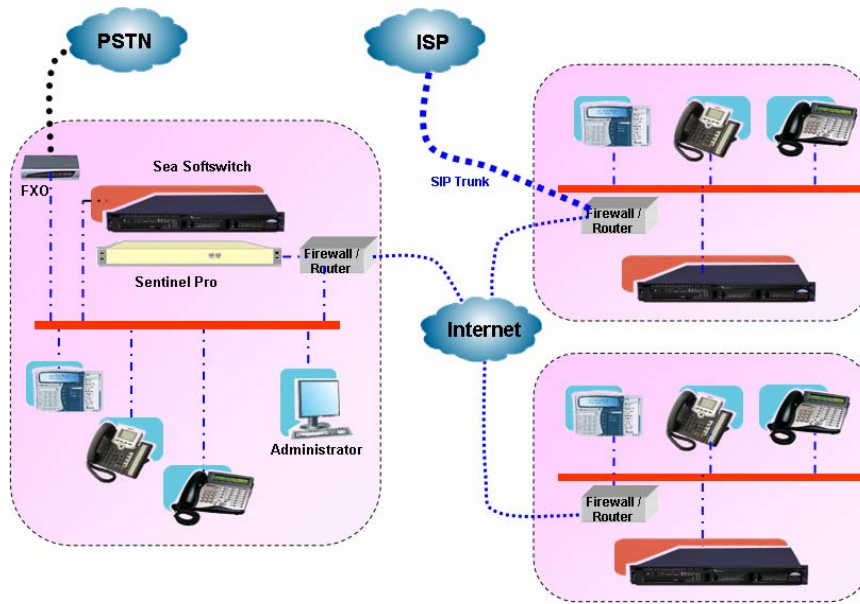 PSTN
ISP
Sea Softswitch
FXO
SIP Trunk
Firewall /
Router
Firewall /
Router
Sentinel Pro
Internet
Administrator
Firewall /
Router